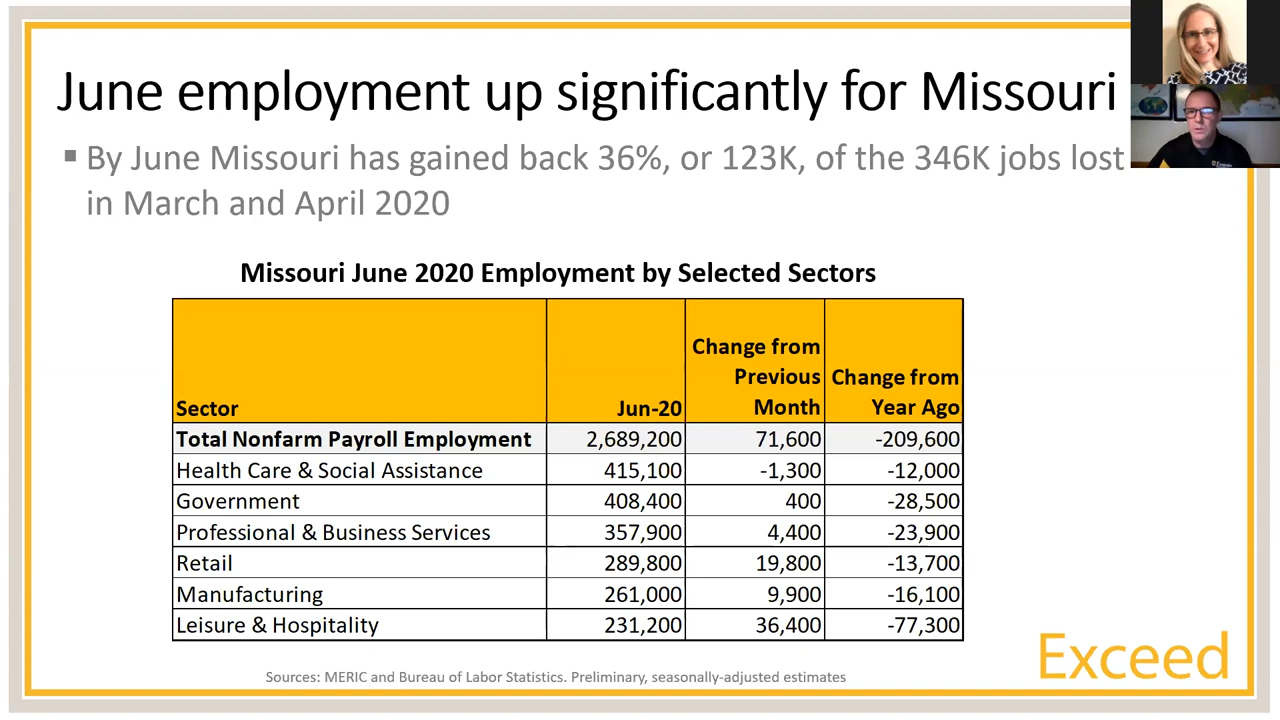 June employment up significantly for Missouri
▪ By June Missouri has gained back 36%, or 123K, of the 346K jobs lost
in March and April 2020
Missouri June 2020 Employment by Selected Sectors
Sector Jun-20 Change from Previous Month Change from Year Ago
Total Nonfarm Payroll Employment 2,689,200 71,600 -209,600
Health Care & Social Assistance 415,100 -1,300 -12,000
Government 408,400 400 -28,500
Professional & Business Services 357,900 4,400 -23,900
Retail 289,800 19,800 -13,700
Manufacturing 261,000 9,900 -16,100
Leisure & Hospitality 231,200 36,400 -77,300
Exceed
Sources: MERIC and Bureau of Labor Statistics. Preliminary, seasonally-adjusted estimates